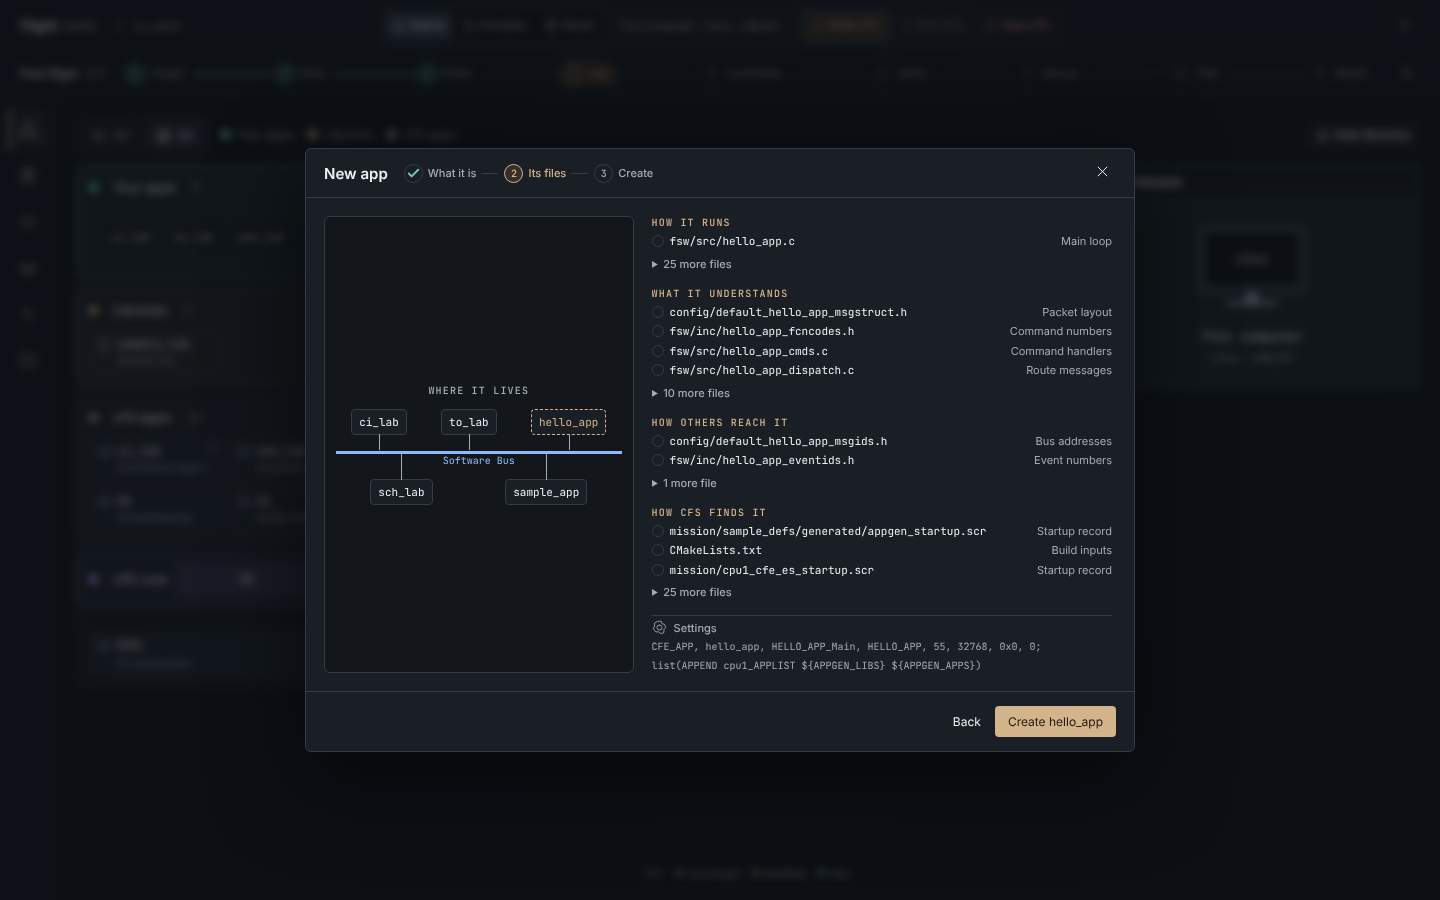 New app
What it is
2 Its files
3 Create
WHERE IT LIVES
ci_lab
to_lab
hello_app
Software Bus
sch_lab
sample_app
HOW IT RUNS
fsw/src/hello_app.c Main loop
25 more files
WHAT IT UNDERSTANDS
config/default_hello_app_msgstruct.h Packet layout
fsw/inc/hello_app_fcncodes.h Command numbers
fsw/src/hello_app_cmds.c Command handlers
fsw/src/hello_app_dispatch.c Route messages
10 more files
HOW OTHERS REACH IT
config/default_hello_app_msgids.h Bus addresses
fsw/inc/hello_app_eventids.h Event numbers
1 more file
HOW CFS FINDS IT
mission/sample_defs/generated/appgen_startup.scr Startup record
CMakeLists.txt Build inputs
mission/cpu1_cfe_es_startup.scr Startup record
25 more files
Settings
CFE_APP, hello_app, HELLO_APP_Main, HELLO_APP, 55, 32768, 0x0, 0;
list(APPEND cpu1_APPLIST ${APPGEN_LIBS} ${APPGEN_APPS})
Back
Create hello_app